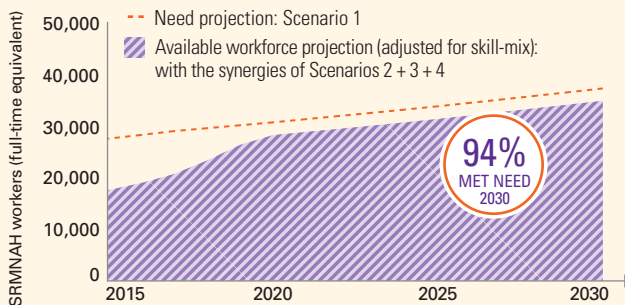 SRMNAH workers (full-time equivalent)
50,000
40,000
30,000
20,000
10,000
0
Need projection: Scenario 1
Available workforce projection (adjusted for skill-mix):
with the synergies of Scenarios 2 + 3 + 4
94%
MET NEED
2030
2015
2020
2025
2030